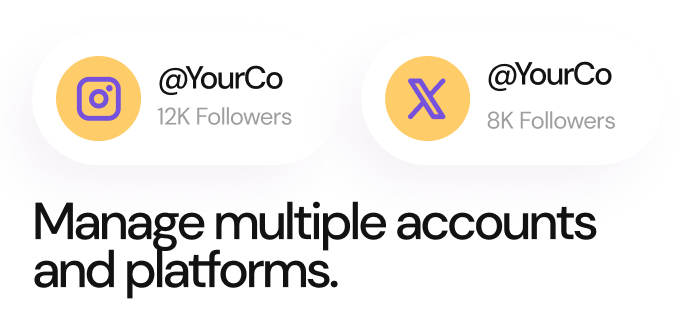 @YourCo
12K Followers
@YourCo
8K Followers
Manage multiple accounts
and platforms.